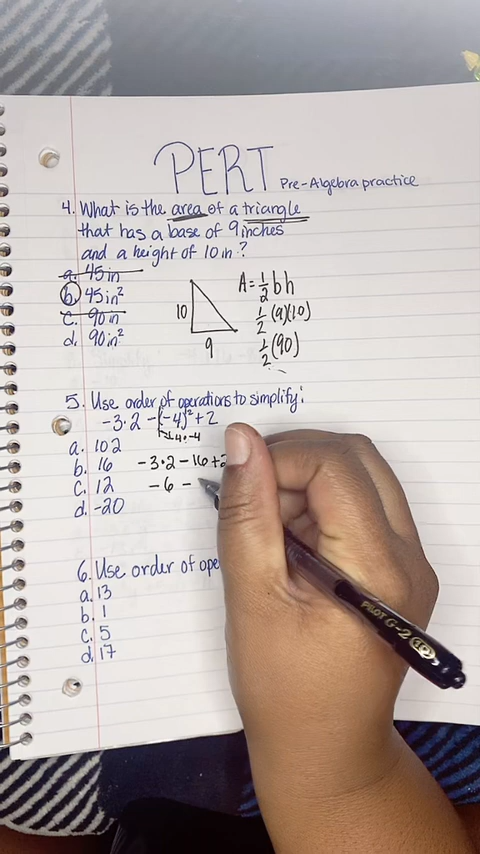 PERT Pre-Algebra practice
4. What is the area of a triangle
that has a base of 9 inches
and a height of 10 in?
a. 45 in
b. 45 in²
c. 90 in
d. 90 in²
10
9
A = 1/2 bh
1/2 (9)(10)
1/2 (90)
5. Use order of operations to simplify:
-3·2 - (-4)² + 2
-4·-4
a. 102
b. 16
c. 12
d. -20
-3·2 - 16 + 2
-6 -
6. Use order of ope
a. 13
b. 1
c. 5
d. 17
PILOT G-2 10